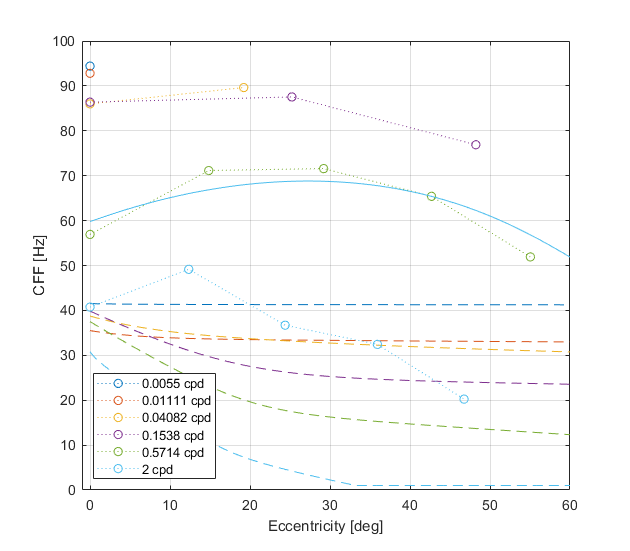 100
90
80
70
60
50
40
30
20
10
0
CFF [Hz]
0.0055 cpd
0.01111 cpd
0.04082 cpd
0.1538 cpd
0.5714 cpd
2 cpd
0 10 20 30 40 50 60
Eccentricity [deg]